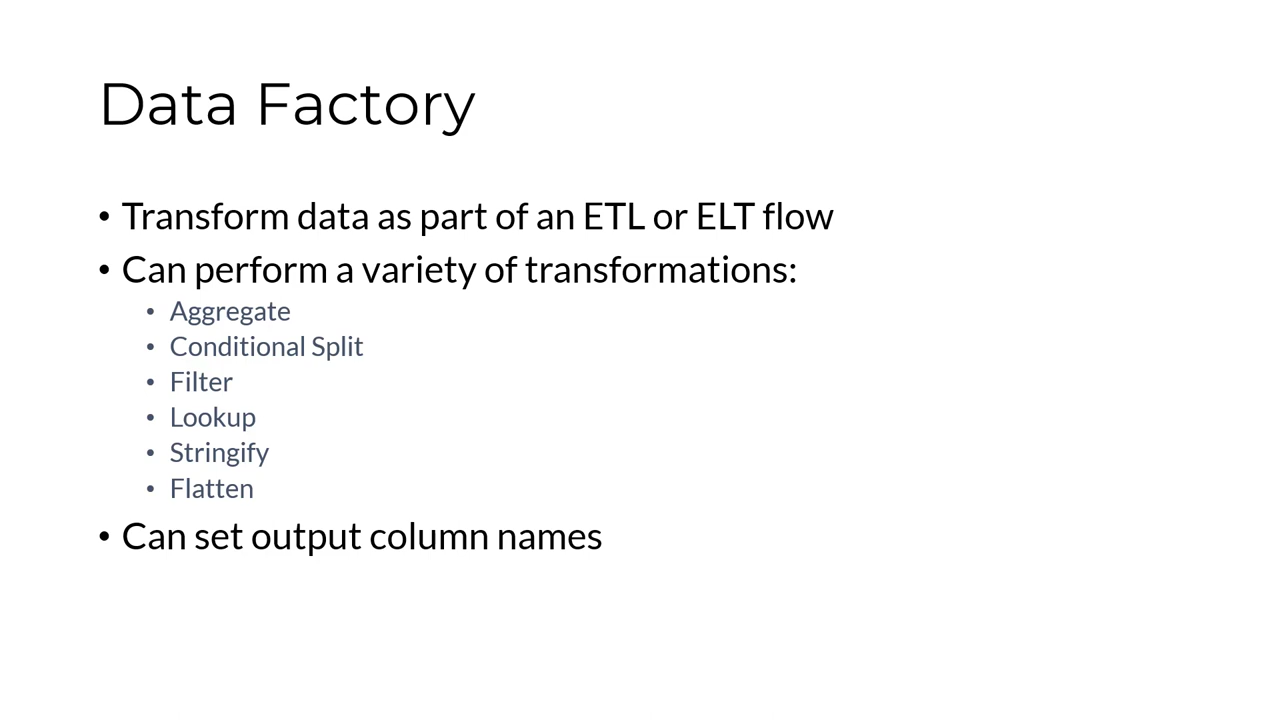 Data Factory
• Transform data as part of an ETL or ELT flow
• Can perform a variety of transformations:
• Aggregate
• Conditional Split
• Filter
• Lookup
• Stringify
• Flatten
• Can set output column names